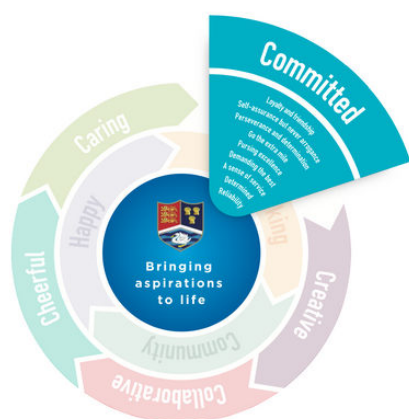 Committed
Loyalty and friendship
Self-assurance but never arrogance
Perseverance and determination
Go the extra mile
Pursuing excellence
Demanding the best
A sense of service
Determined
Reliability
Caring
Happy
Cheerful
Bringing
aspirations
to life
Creative
Community
Collaborative